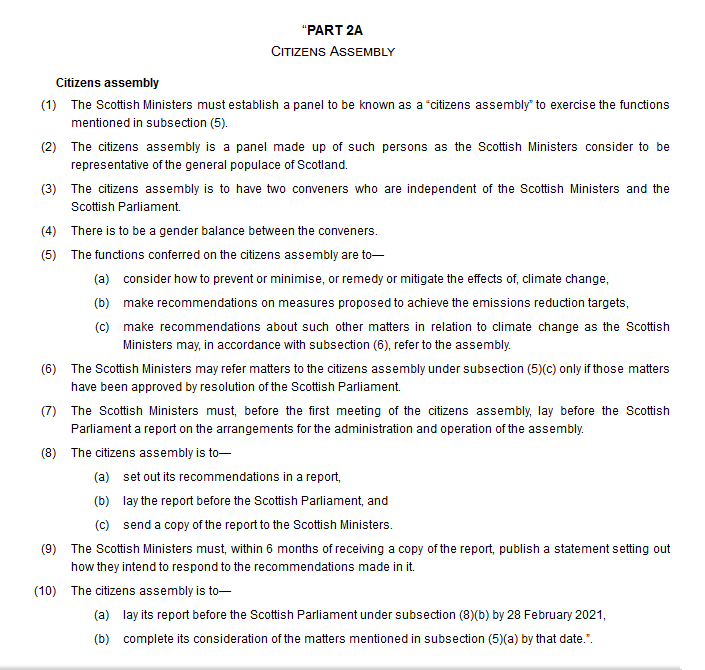 “PART 2A
CITIZENS ASSEMBLY
Citizens assembly
(1) The Scottish Ministers must establish a panel to be known as a “citizens assembly” to exercise the functions
mentioned in subsection (5).
(2) The citizens assembly is a panel made up of such persons as the Scottish Ministers consider to be
representative of the general populace of Scotland.
(3) The citizens assembly is to have two conveners who are independent of the Scottish Ministers and the
Scottish Parliament.
(4) There is to be a gender balance between the conveners.
(5) The functions conferred on the citizens assembly are to—
(a) consider how to prevent or minimise, or remedy or mitigate the effects of, climate change,
(b) make recommendations on measures proposed to achieve the emissions reduction targets,
(c) make recommendations about such other matters in relation to climate change as the Scottish
Ministers may, in accordance with subsection (6), refer to the assembly.
(6) The Scottish Ministers may refer matters to the citizens assembly under subsection (5)(c) only if those matters
have been approved by resolution of the Scottish Parliament.
(7) The Scottish Ministers must, before the first meeting of the citizens assembly, lay before the Scottish
Parliament a report on the arrangements for the administration and operation of the assembly.
(8) The citizens assembly is to—
(a) set out its recommendations in a report,
(b) lay the report before the Scottish Parliament, and
(c) send a copy of the report to the Scottish Ministers.
(9) The Scottish Ministers must, within 6 months of receiving a copy of the report, publish a statement setting out
how they intend to respond to the recommendations made in it.
(10) The citizens assembly is to—
(a) lay its report before the Scottish Parliament under subsection (8)(b) by 28 February 2021,
(b) complete its consideration of the matters mentioned in subsection (5)(a) by that date.”.